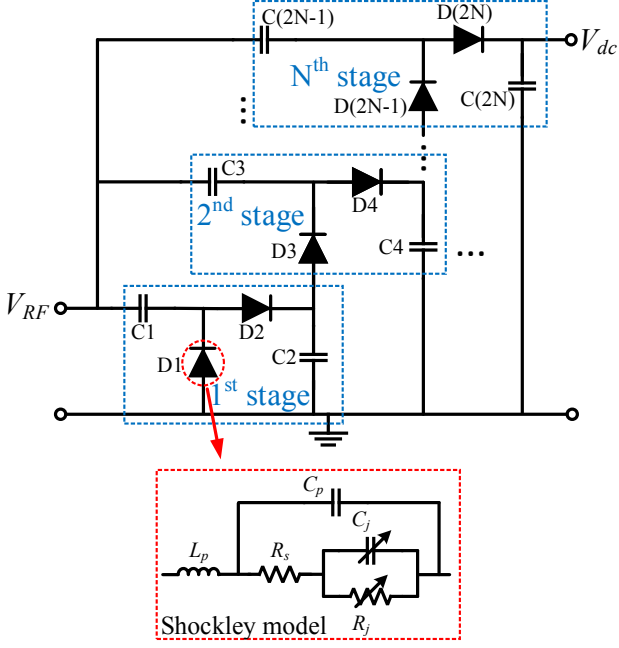 C(2N-1)
D(2N)
V_dc
N^th stage
D(2N-1)
C(2N)
C3
D4
2^nd stage
D3
C4
...
V_RF
C1
D2
D1
C2
1^st stage
C_p
C_j
L_p
R_s
R_j
Shockley model